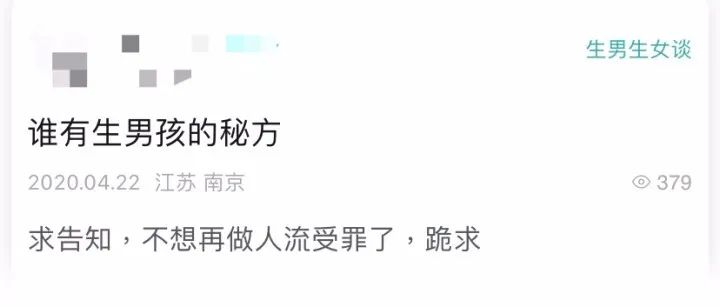 生男生女谈
谁有生男孩的秘方
2020.04.22 江苏 南京
379
求告知，不想再做人流受罪了，跪求